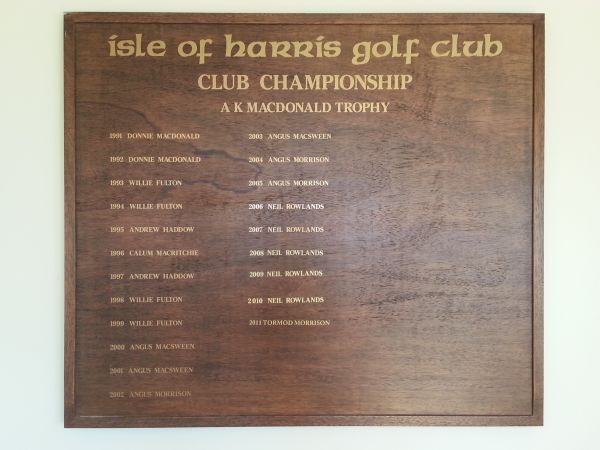 isle of harris golf club
CLUB CHAMPIONSHIP
A K MACDONALD TROPHY
1991 DONNIE MACDONALD
1992 DONNIE MACDONALD
1993 WILLIE FULTON
1994 WILLIE FULTON
1995 ANDREW HADDOW
1996 CALUM MACRITCHIE
1997 ANDREW HADDOW
1998 WILLIE FULTON
1999 WILLIE FULTON
2000 ANGUS MACSWEEN
2001 ANGUS MACSWEEN
2002 ANGUS MORRISON
2003 ANGUS MACSWEEN
2004 ANGUS MORRISON
2005 ANGUS MORRISON
2006 NEIL ROWLANDS
2007 NEIL ROWLANDS
2008 NEIL ROWLANDS
2009 NEIL ROWLANDS
2010 NEIL ROWLANDS
2011 TORMOD MORRISON